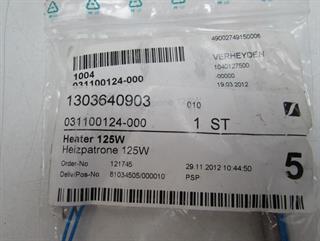 49002749150006
1004
031100124-000
VERHEYDEN
1040127500
-00000
19.03.2012
1303640903
010
031100124-000
1 ST
Heater 125W
Heizpatrone 125W
5
Order-No 121745 29.11.2012 10:44:50
Deliv/Pos-No 81034505/000010 PSP